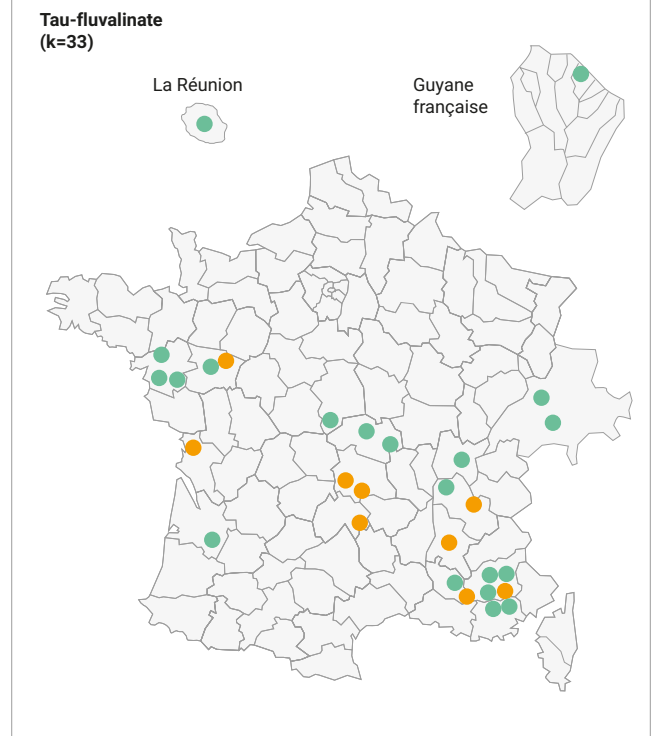 Tau-fluvalinate
(k=33)
La Réunion
Guyane
française